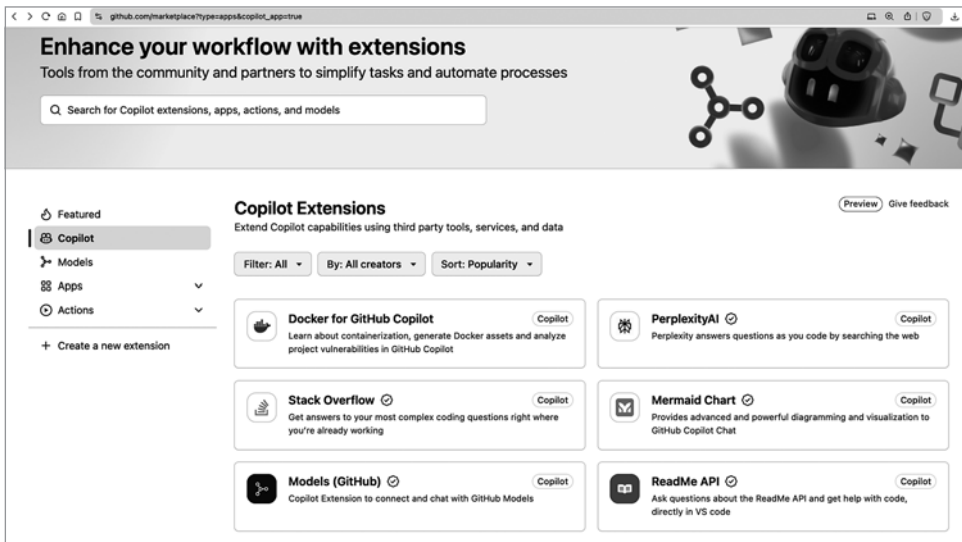 github.com/marketplace?type=apps&copilot_app=true
Enhance your workflow with extensions
Tools from the community and partners to simplify tasks and automate processes
Search for Copilot extensions, apps, actions, and models
Featured
Copilot
Models
Apps
Actions
+ Create a new extension
Copilot Extensions
Preview Give feedback
Extend Copilot capabilities using third party tools, services, and data
Filter: All By: All creators Sort: Popularity
Docker for GitHub Copilot Copilot
Learn about containerization, generate Docker assets and analyze
project vulnerabilities in GitHub Copilot
PerplexityAI Copilot
Perplexity answers questions as you code by searching the web
Stack Overflow Copilot
Get answers to your most complex coding questions right where
you're already working
Mermaid Chart Copilot
Provides advanced and powerful diagramming and visualization to
GitHub Copilot Chat
Models (GitHub) Copilot
Copilot Extension to connect and chat with GitHub Models
ReadMe API Copilot
Ask questions about the ReadMe API and get help with code,
directly in VS code